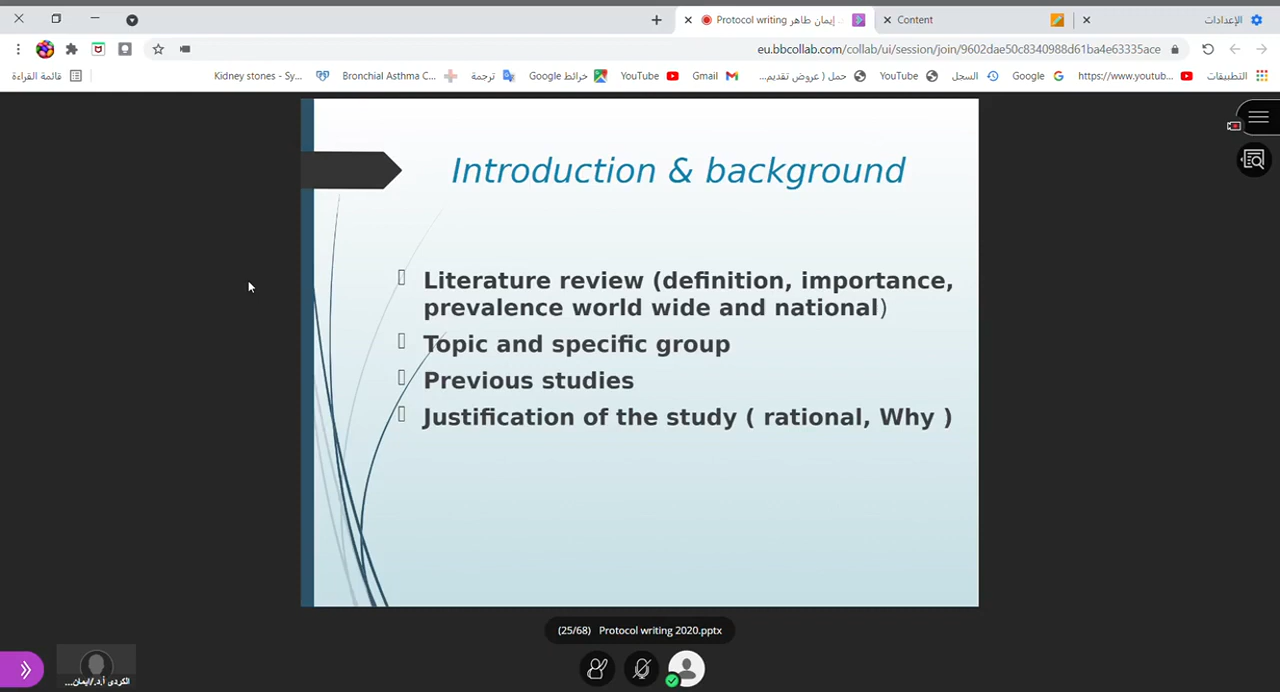 Protocol writing إيمان طاهر
Content
الإعدادات
eu.bbcollab.com/collab/ui/session/join/9602dae50c8340988d61ba4e63335ace
قائمة القراءة
Kidney stones - Sy...
Bronchial Asthma C...
ترجمة
خرائط Google
YouTube
Gmail
حمل ( عروض تقديم...
YouTube
السجل
Google
https://www.youtub...
التطبيقات
Introduction & background
Literature review (definition, importance,
prevalence world wide and national)
Topic and specific group
Previous studies
Justification of the study ( rational, Why )
(25/68) Protocol writing 2020.pptx
الكردى أ.د./ايمان...